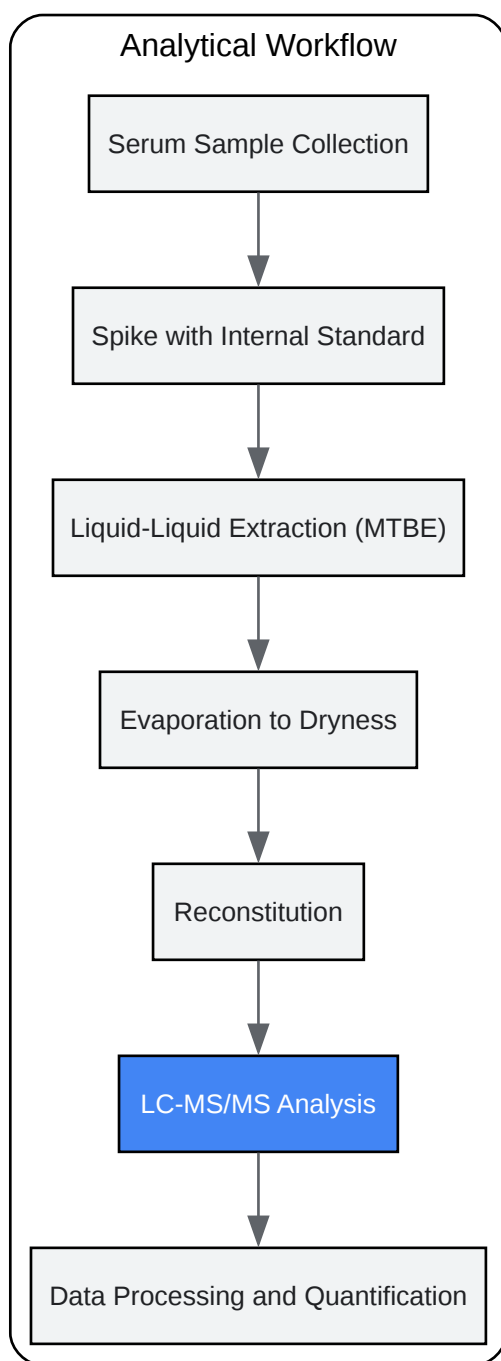 Analytical Workflow
Serum Sample Collection
Spike with Internal Standard
Liquid-Liquid Extraction (MTBE)
Evaporation to Dryness
Reconstitution
LC-MS/MS Analysis
Data Processing and Quantification